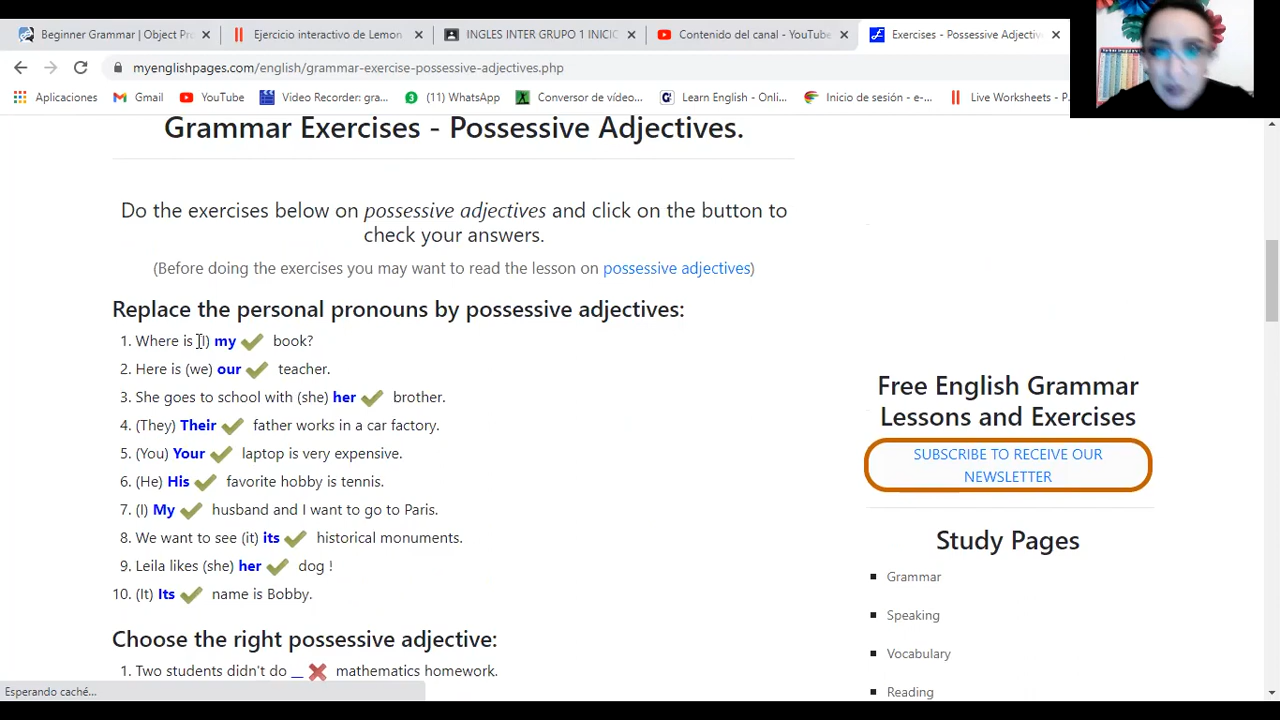 Beginner Grammar | Object Pro
Ejercicio interactivo de Lemon
INGLES INTER GRUPO 1 INICIO
Contenido del canal - YouTube
Exercises - Possessive Adjectiv
myenglishpages.com/english/grammar-exercise-possessive-adjectives.php
Aplicaciones
Gmail
YouTube
Video Recorder: gra...
(11) WhatsApp
Conversor de vídeo...
Learn English - Onli...
Inicio de sesión - e-...
Live Worksheets - P...
Grammar Exercises - Possessive Adjectives.
Do the exercises below on possessive adjectives and click on the button to
check your answers.
(Before doing the exercises you may want to read the lesson on possessive adjectives)
Replace the personal pronouns by possessive adjectives:
1. Where is (I) my book?
2. Here is (we) our teacher.
3. She goes to school with (she) her brother.
4. (They) Their father works in a car factory.
5. (You) Your laptop is very expensive.
6. (He) His favorite hobby is tennis.
7. (I) My husband and I want to go to Paris.
8. We want to see (it) its historical monuments.
9. Leila likes (she) her dog !
10. (It) Its name is Bobby.
Choose the right possessive adjective:
1. Two students didn't do __ mathematics homework.
Free English Grammar
Lessons and Exercises
SUBSCRIBE TO RECEIVE OUR
NEWSLETTER
Study Pages
Grammar
Speaking
Vocabulary
Reading
Esperando caché...